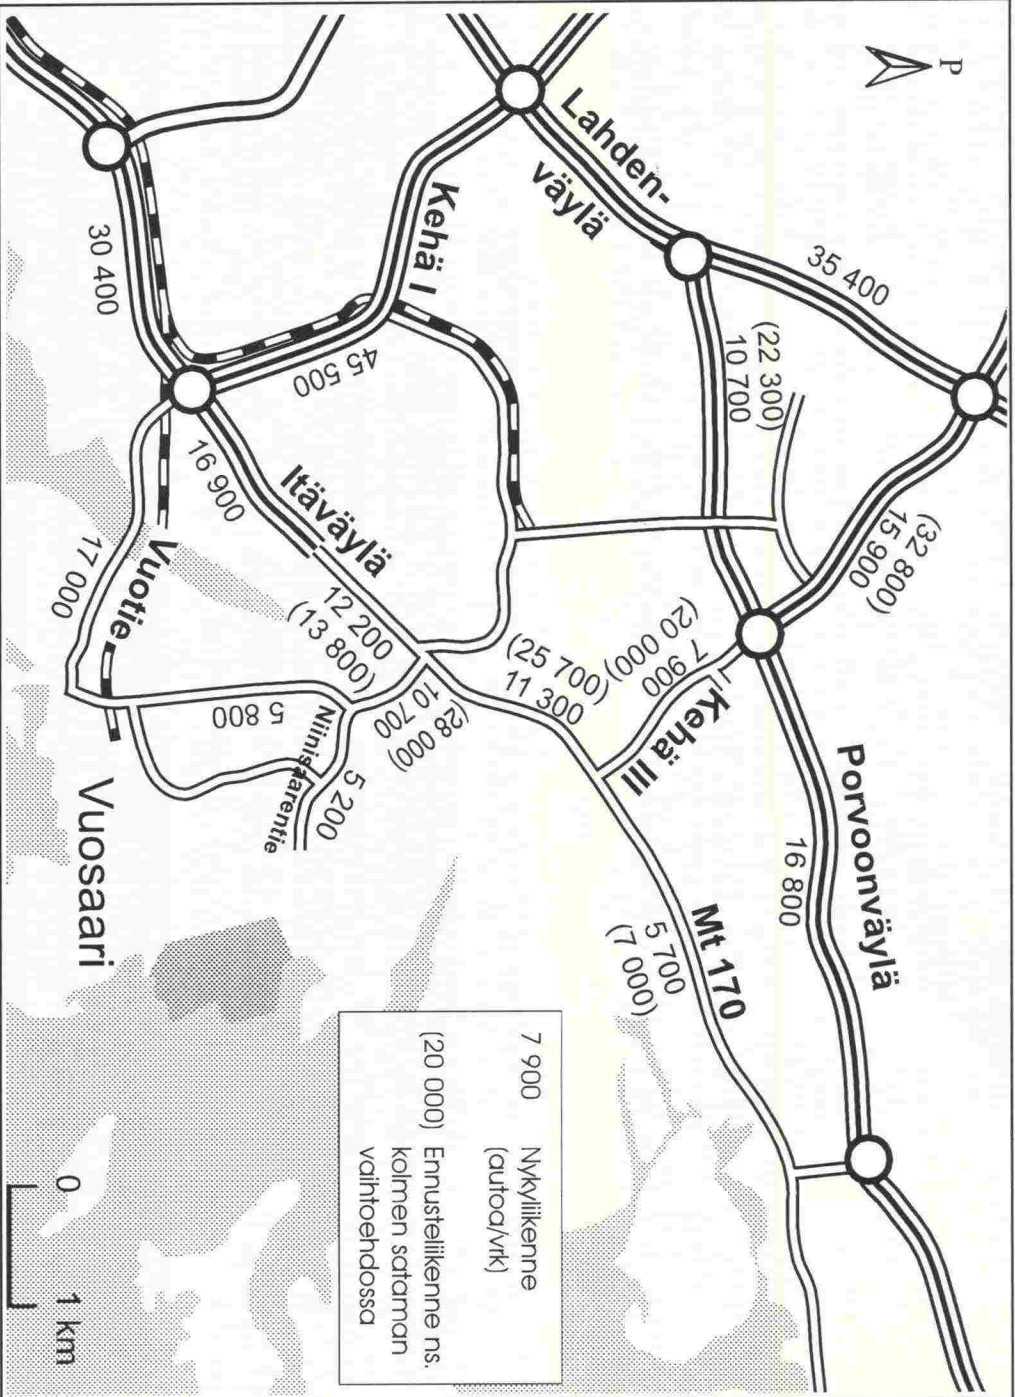 P
Lahden-
väylä
35 400
(22 300)
10 700
(32 800)
15 900
Kehä I
45 500
30 400
16 900
Itäväylä
12 200
(13 800)
17 000
Vuotie
5 800
Niinisaarentie
5 200
(28 000)
10 700
(25 700)
11 300
(20 000)
7 900
Kehä III
Porvoonväylä
16 800
Mt 170
5 700
(7 000)
Vuosaari
7 900 Nykyliikenne
(autoa/vrk)
(20 000) Ennusteliikenne ns.
kolmen sataman
vaihtoehdossa
0 1 km